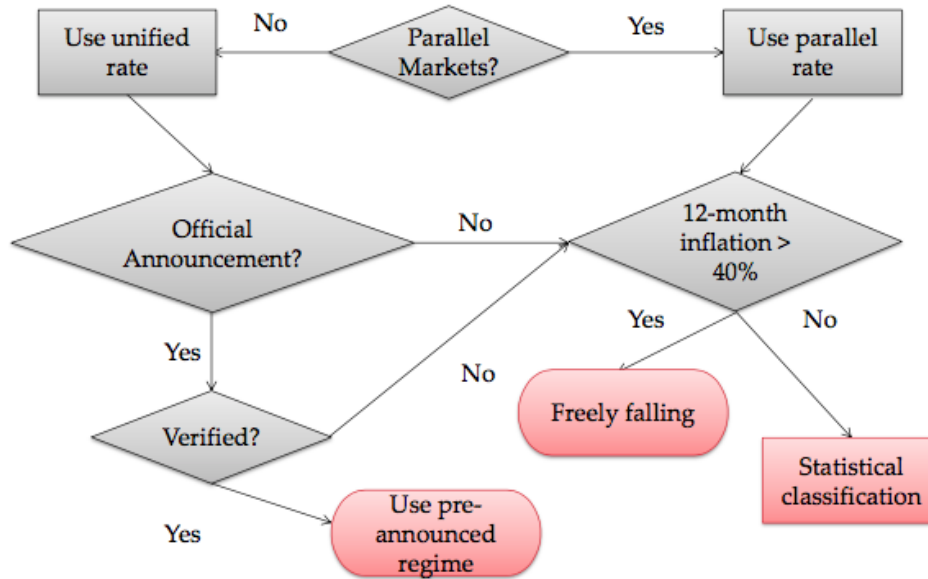 Use unified
rate
No
Parallel
Markets?
Yes
Use parallel
rate
Official
Announcement?
No
12-month
inflation >
40%
Yes
No
Yes
No
Freely falling
Verified?
Statistical
classification
Yes
Use pre-
announced
regime